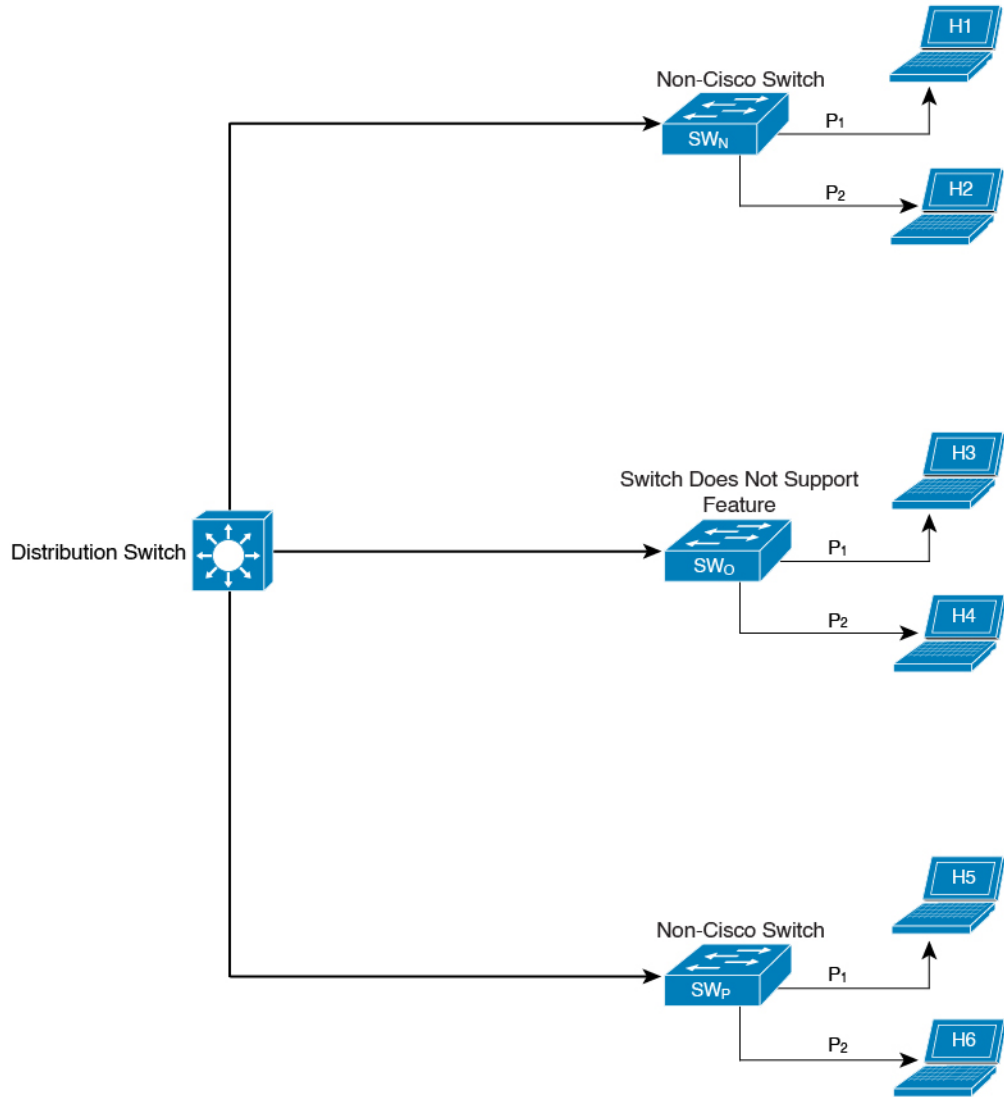 H1
Non-Cisco Switch
SWN
P1
H2
P2
H3
Switch Does Not Support
Feature
P1
Distribution Switch
SWO
H4
P2
H5
Non-Cisco Switch
P1
SWP
H6
P2